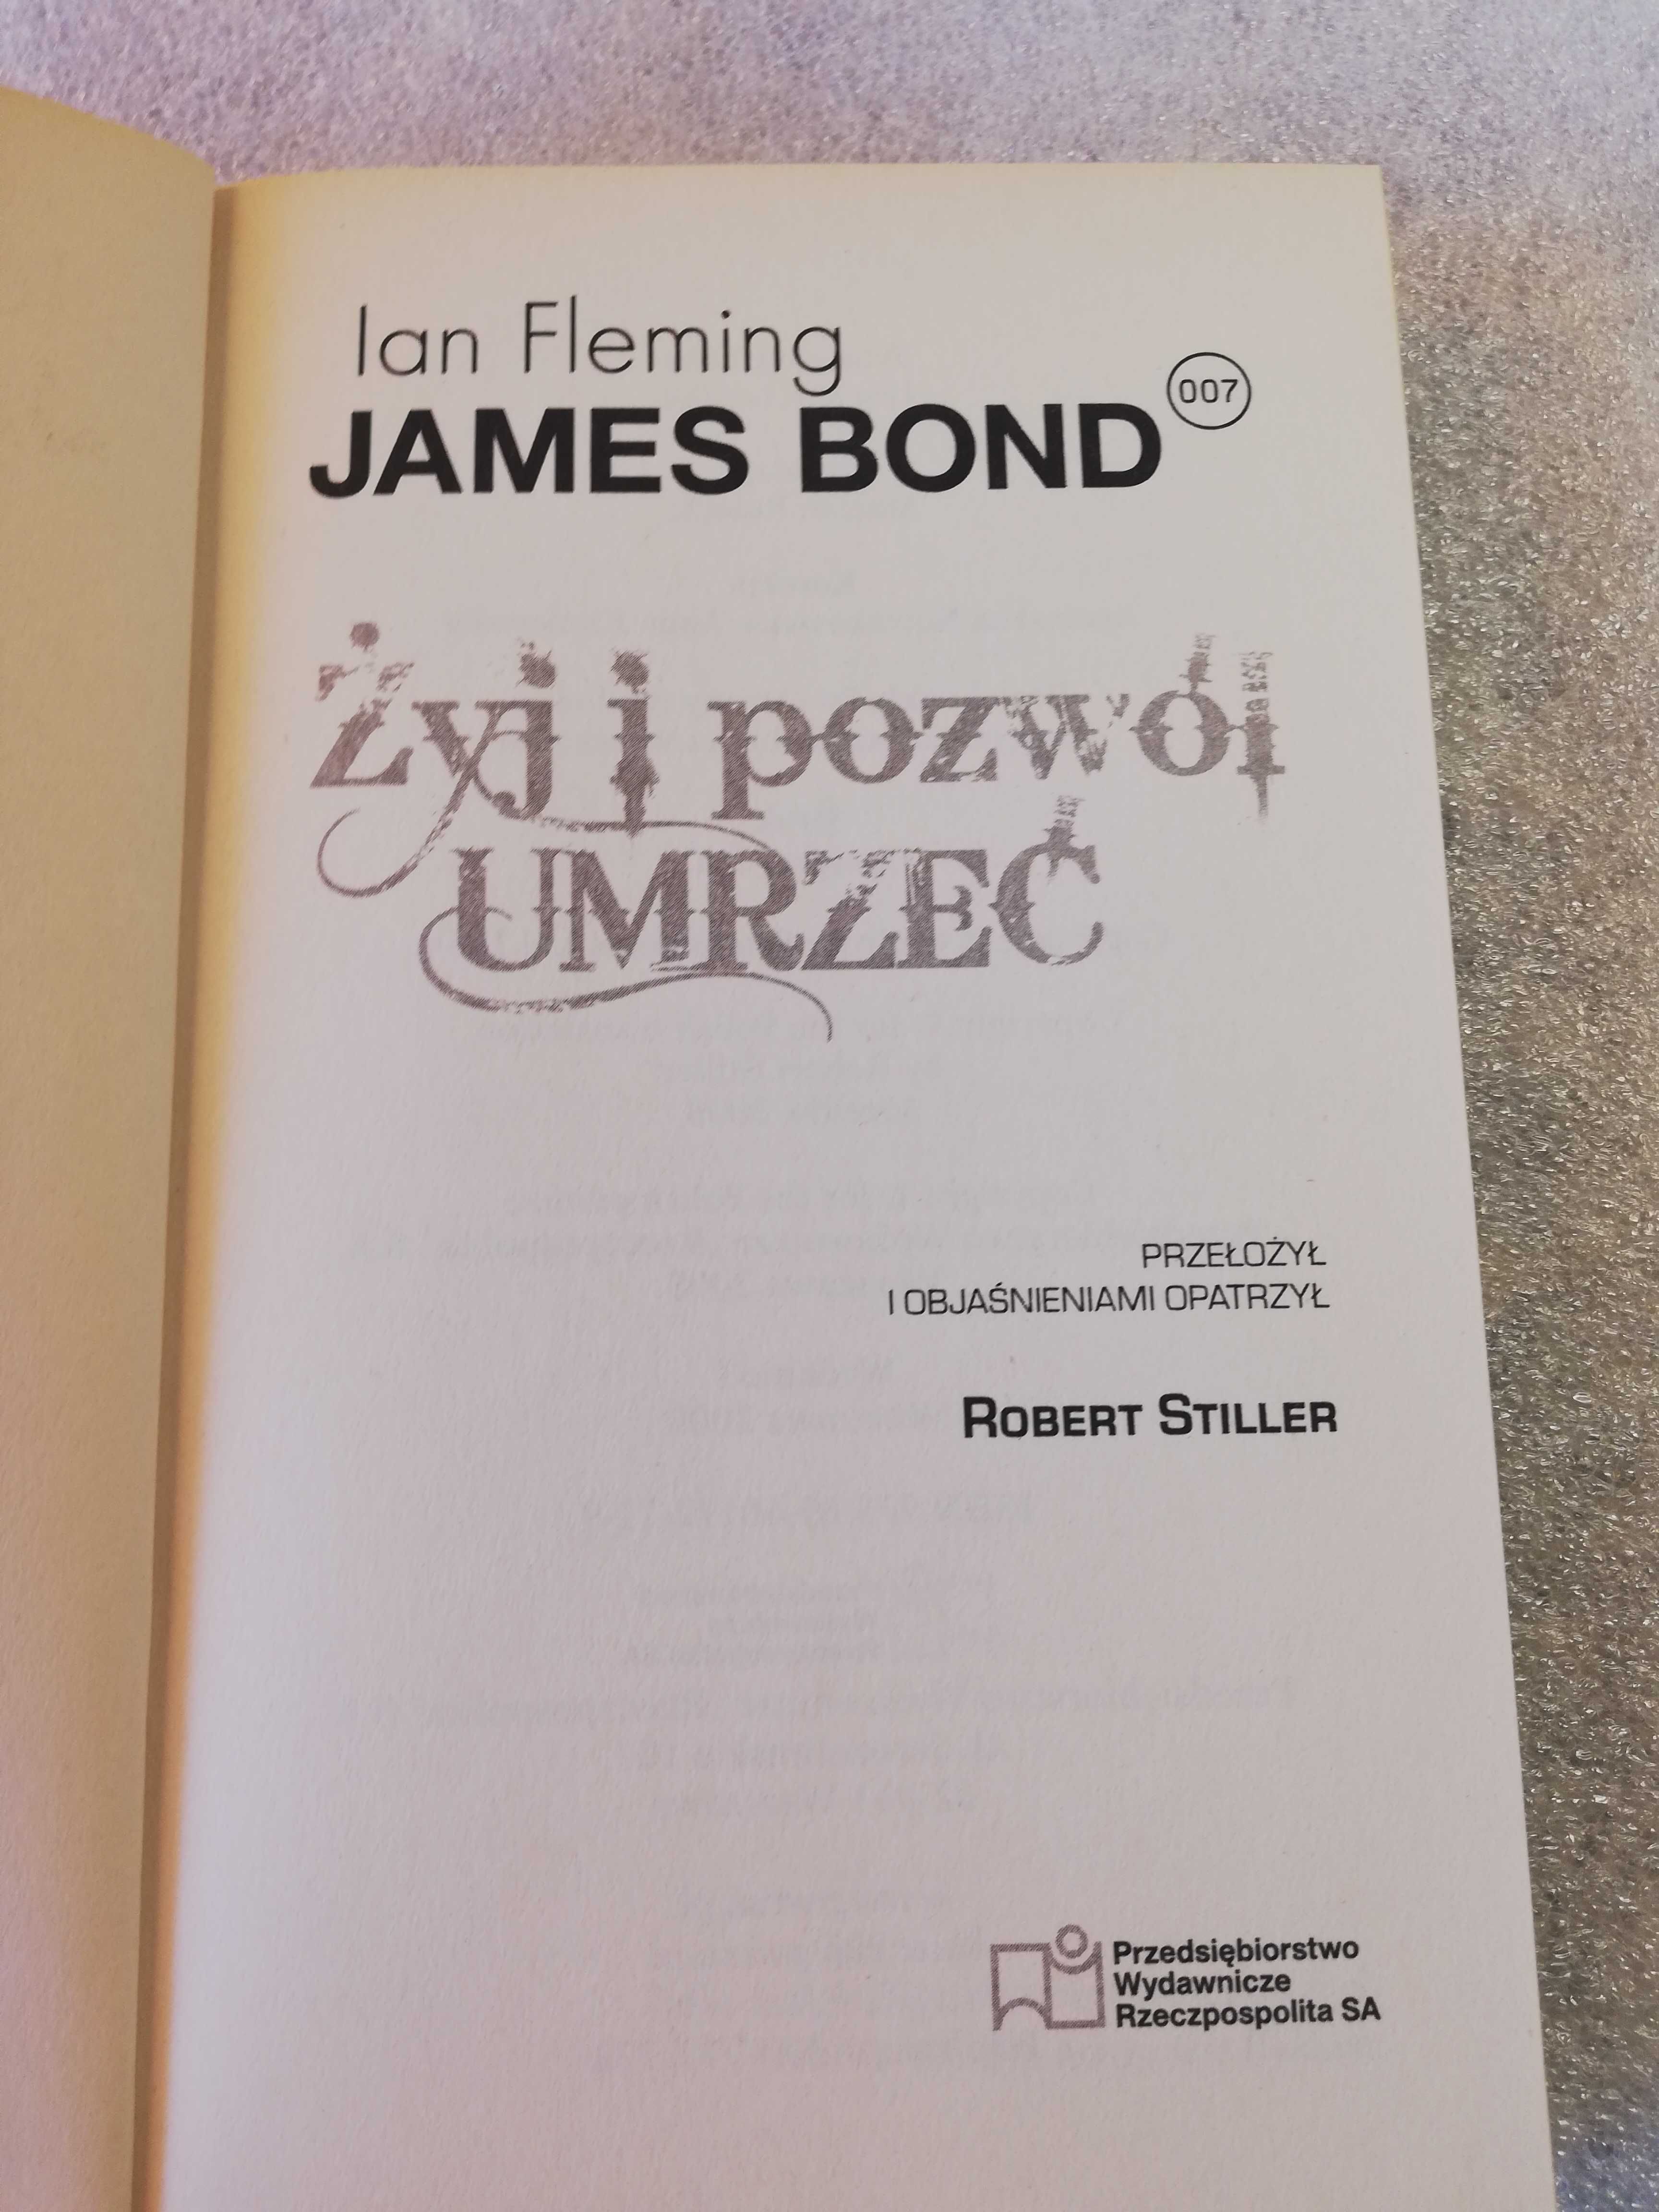 Ian Fleming
JAMES BOND 007
Żyj i pozwól
UMRZEĆ
PRZEŁOŻYŁ
I OBJAŚNIENIAMI OPATRZYŁ
ROBERT STILLER
Przedsiębiorstwo
Wydawnicze
Rzeczpospolita SA